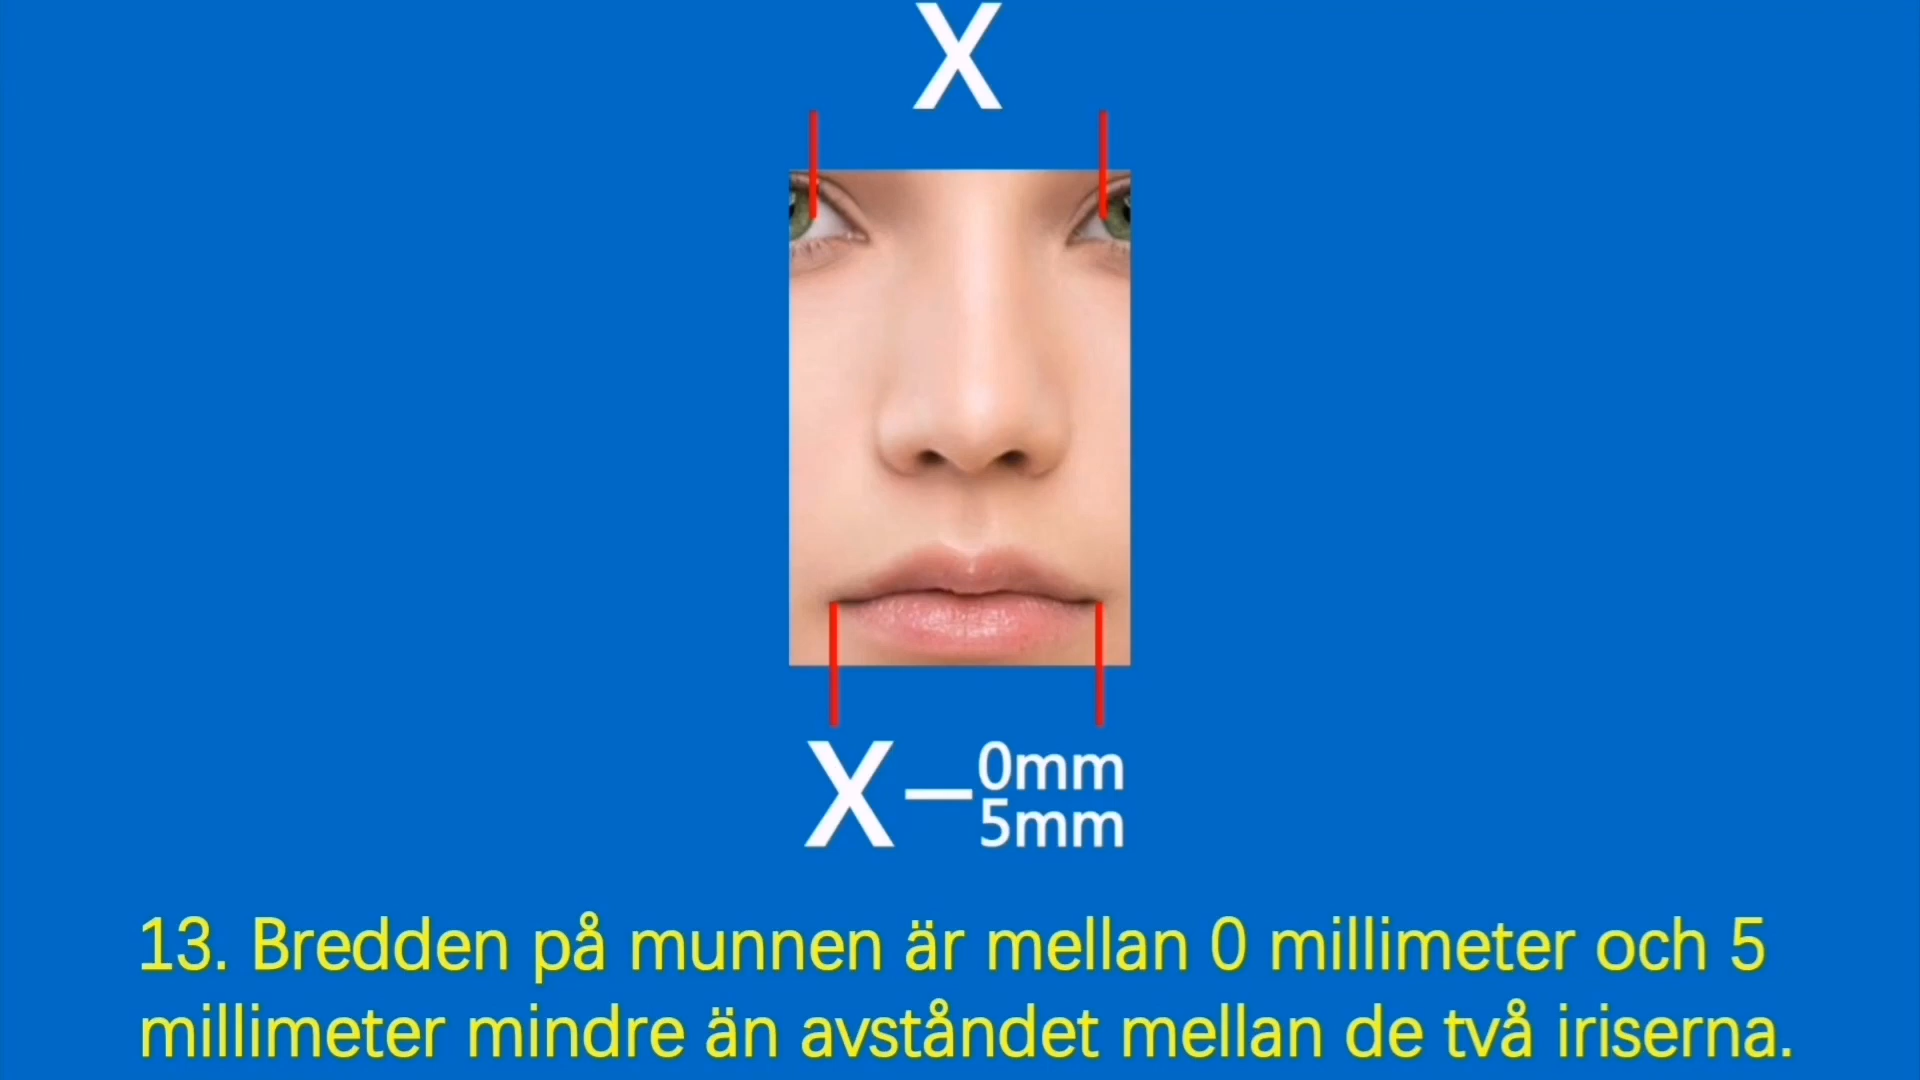 X
X – 0mm
5mm
13. Bredden på munnen är mellan 0 millimeter och 5
millimeter mindre än avståndet mellan de två iriserna.